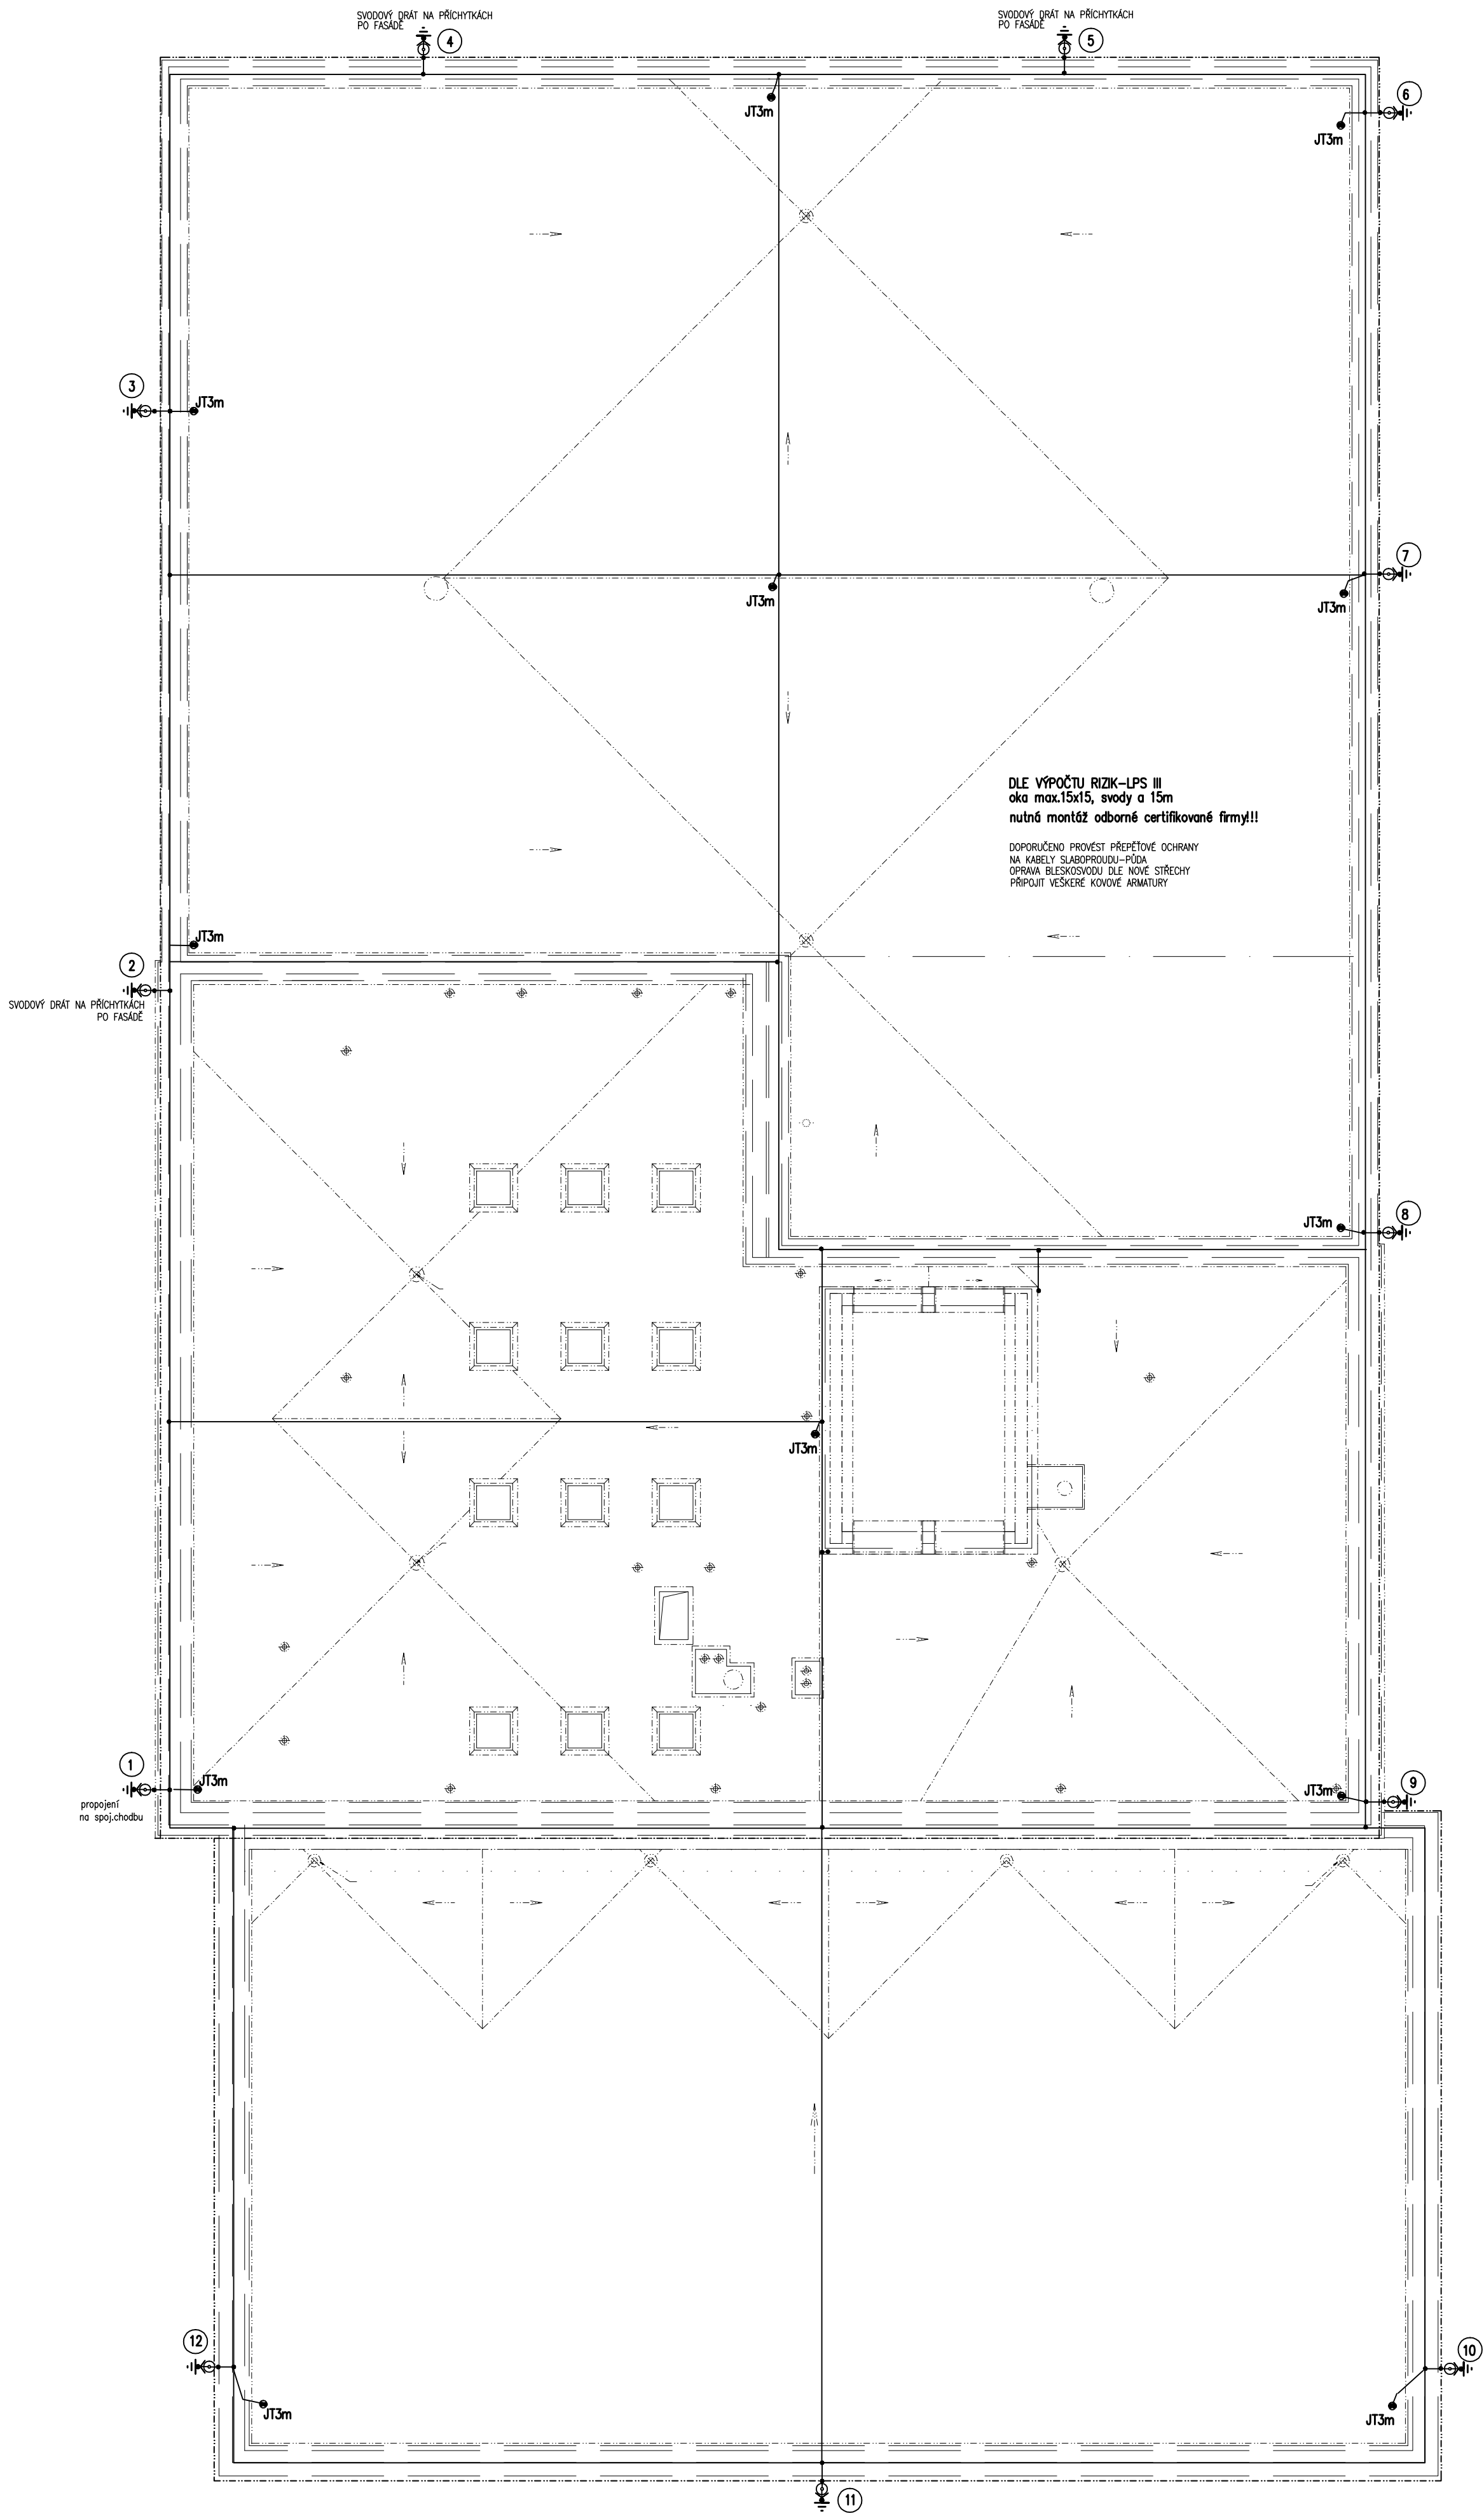 SVODOVÝ DRÁT NA PŘÍCHYTKÁCH
PO FASÁDĚ
4
SVODOVÝ DRÁT NA PŘÍCHYTKÁCH
PO FASÁDĚ
5
6
JT3m
JT3m
3
JT3m
7
JT3m
JT3m
DLE VÝPOČTU RIZIK-LPS III
oka max.15x15, svody a 15m
nutná montáž odborné certifikované firmy!!!
DOPORUČENO PROVÉST PŘEPĚŤOVÉ OCHRANY
NA KABELY SLABOPROUDU-PŮDA
OPRAVA BLESKOSVODU DLE NOVÉ STŘECHY
PŘIPOJIT VEŠKERÉ KOVOVÉ ARMATURY
JT3m
2
SVODOVÝ DRÁT NA PŘÍCHYTKÁCH
PO FASÁDĚ
8
JT3m
JT3m
1
JT3m
propojení
na spoj.chodbu
9
JT3m
12
JT3m
10
JT3m
11